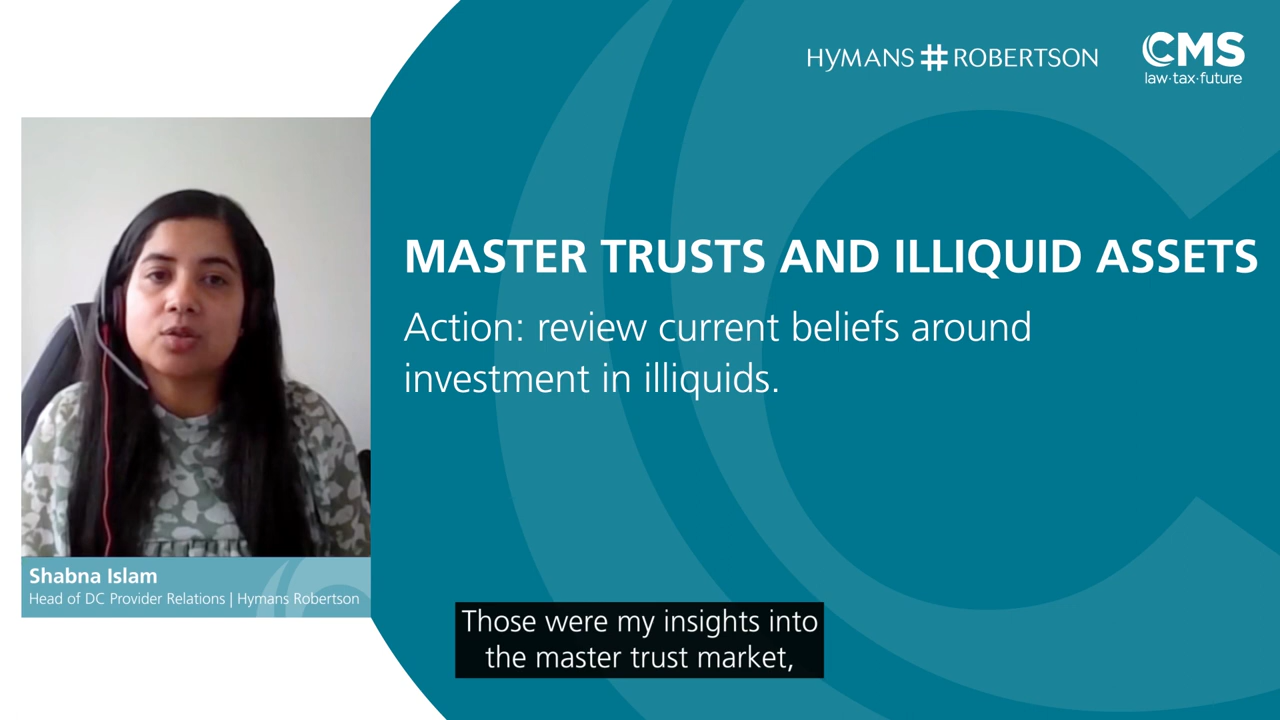 HYMANS # ROBERTSON
CMS
law·tax·future
MASTER TRUSTS AND ILLIQUID ASSETS
Action: review current beliefs around
investment in illiquids.
Shabna Islam
Head of DC Provider Relations | Hymans Robertson
Those were my insights into
the master trust market,